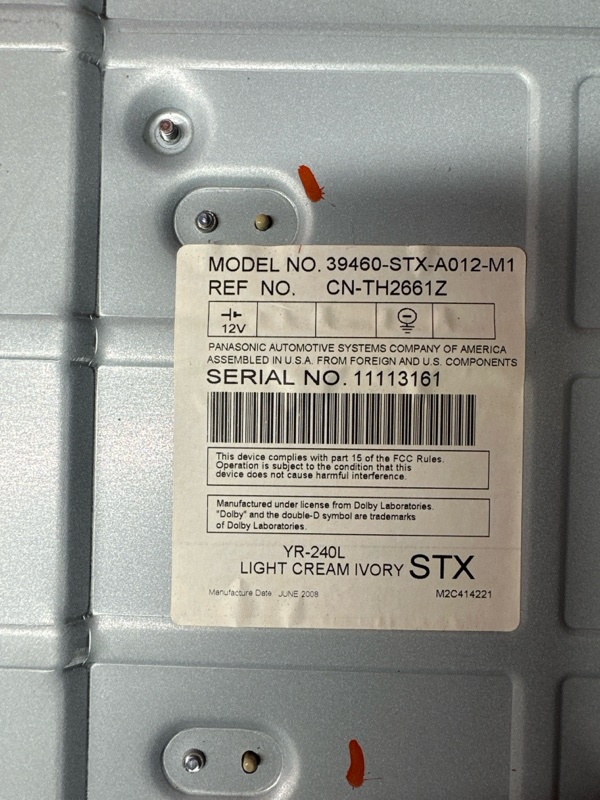 MODEL NO. 39460-STX-A012-M1
REF NO. CN-TH2661Z
12V
PANASONIC AUTOMOTIVE SYSTEMS COMPANY OF AMERICA
ASSEMBLED IN U.S.A. FROM FOREIGN AND U.S. COMPONENTS
SERIAL NO. 11113161
This device complies with part 15 of the FCC Rules.
Operation is subject to the condition that this
device does not cause harmful interference.
Manufactured under license from Dolby Laboratories.
"Dolby" and the double-D symbol are trademarks
of Dolby Laboratories.
YR-240L
LIGHT CREAM IVORY STX
Manufacture Date: JUNE 2008 M2C414221